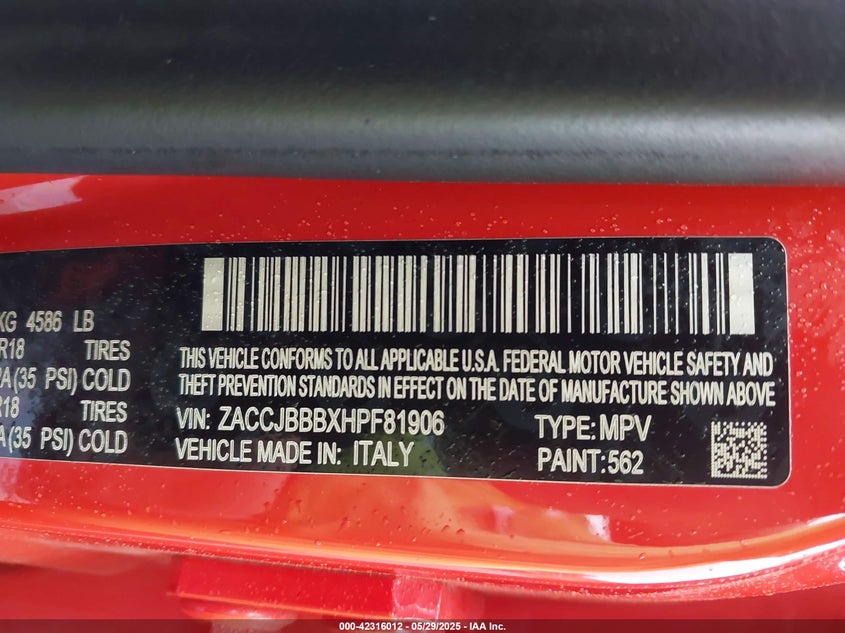 KG 4586 LB
R18 TIRES
PA (35 PSI) COLD
R18 TIRES
A (35 PSI) COLD
THIS VEHICLE CONFORMS TO ALL APPLICABLE U.S.A. FEDERAL MOTOR VEHICLE SAFETY AND
THEFT PREVENTION STANDARDS IN EFFECT ON THE DATE OF MANUFACTURE SHOWN ABOVE
VIN: ZACCJBBBXHPF81906 TYPE: MPV
VEHICLE MADE IN: ITALY PAINT: 562
000-42316012 - 05/29/2025 - IAA Inc.